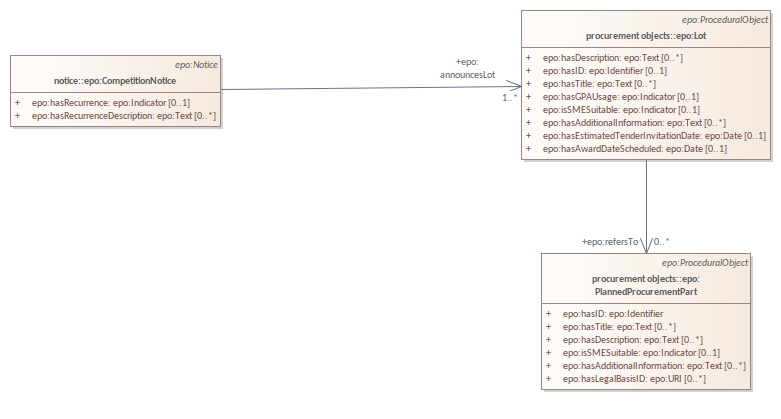 epo:Notice
notice::epo:CompetitionNotice
+ epo:hasRecurrence: epo:Indicator [0..1]
+ epo:hasRecurrenceDescription: epo:Text [0..*]
+epo:
announcesLot
1..*
epo:ProceduralObject
procurement objects::epo:Lot
+ epo:hasDescription: epo:Text [0..*]
+ epo:hasID: epo:Identifier [0..1]
+ epo:hasTitle: epo:Text [0..*]
+ epo:hasGPAUsage: epo:Indicator [0..1]
+ epo:isSMESuitable: epo:Indicator [0..1]
+ epo:hasAdditionalInformation: epo:Text [0..*]
+ epo:hasEstimatedTenderInvitationDate: epo:Date [0..1]
+ epo:hasAwardDateScheduled: epo:Date [0..1]
+epo:refersTo 0..*
epo:ProceduralObject
procurement objects::epo:
PlannedProcurementPart
+ epo:hasID: epo:Identifier
+ epo:hasTitle: epo:Text [0..*]
+ epo:hasDescription: epo:Text [0..*]
+ epo:isSMESuitable: epo:Indicator [0..1]
+ epo:hasAdditionalInformation: epo:Text [0..*]
+ epo:hasLegalBasisID: epo:URI [0..*]